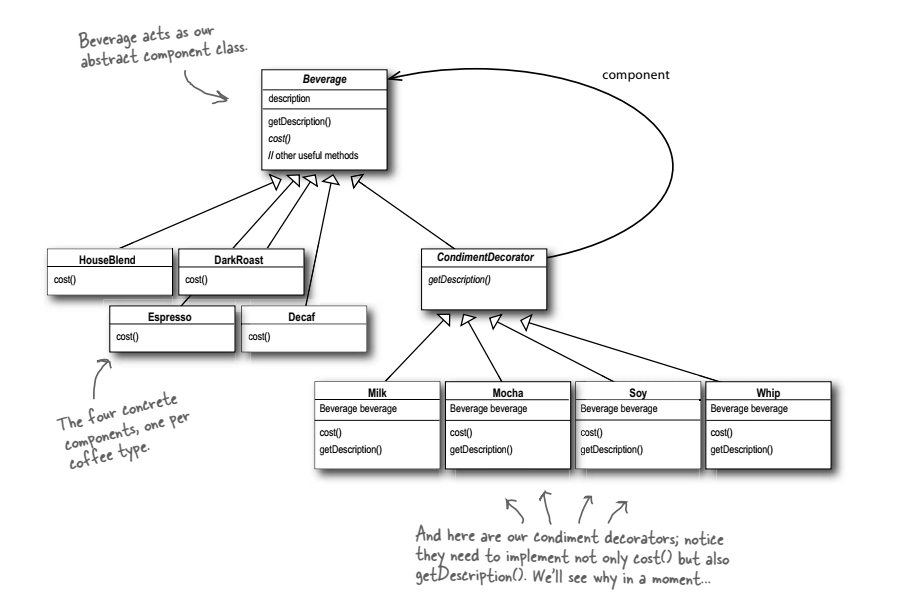 Beverage acts as our
abstract component class.
Beverage
description
getDescription()
cost()
// other useful methods
component
HouseBlend
cost()
DarkRoast
cost()
CondimentDecorator
getDescription()
Espresso
cost()
Decaf
cost()
The four concrete
components, one per
coffee type.
Milk
Beverage beverage
cost()
getDescription()
Mocha
Beverage beverage
cost()
getDescription()
Soy
Beverage beverage
cost()
getDescription()
Whip
Beverage beverage
cost()
getDescription()
And here are our condiment decorators; notice
they need to implement not only cost() but also
getDescription(). We'll see why in a moment...